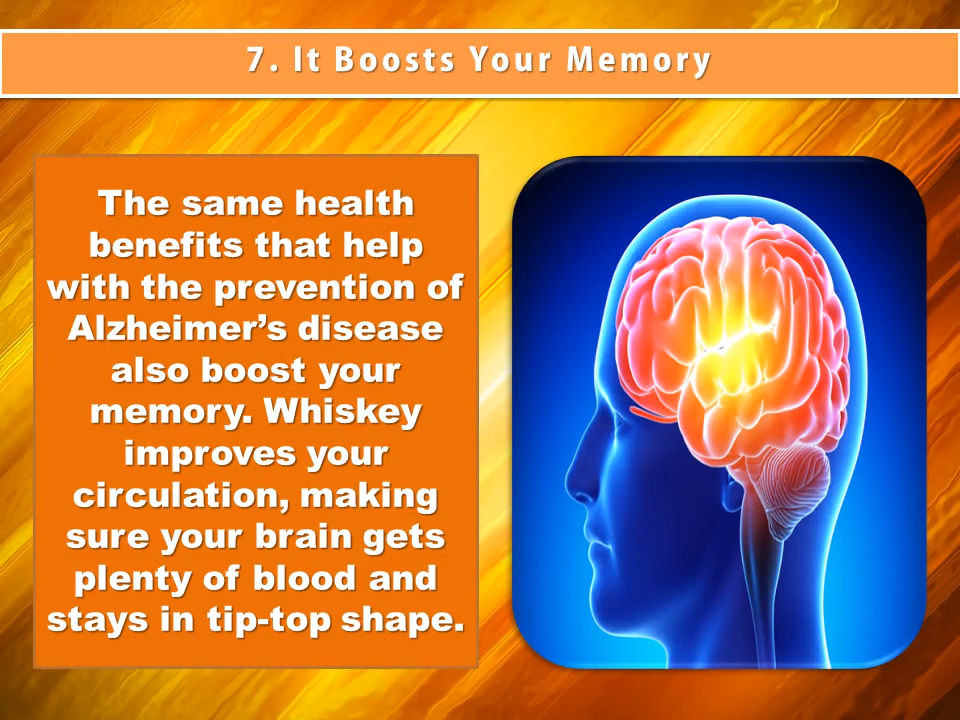 7. It Boosts Your Memory
The same health
benefits that help
with the prevention of
Alzheimer’s disease
also boost your
memory. Whiskey
improves your
circulation, making
sure your brain gets
plenty of blood and
stays in tip-top shape.